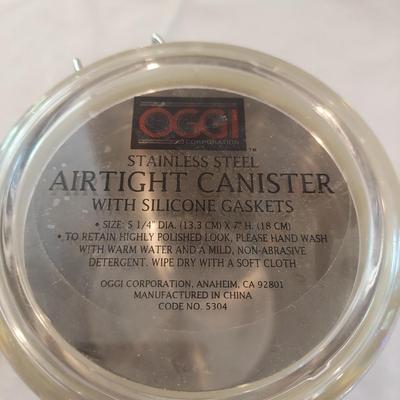 OGGI
CORPORATION
™
STAINLESS STEEL
AIRTIGHT CANISTER
WITH SILICONE GASKETS
• SIZE: 5 1/4" DIA. (13.3 CM) X 7" H. (18 CM)
• TO RETAIN HIGHLY POLISHED LOOK, PLEASE HAND WASH
WITH WARM WATER AND A MILD, NON-ABRASIVE
DETERGENT. WIPE DRY WITH A SOFT CLOTH
OGGI CORPORATION, ANAHEIM, CA 92801
MANUFACTURED IN CHINA
CODE NO. 5304